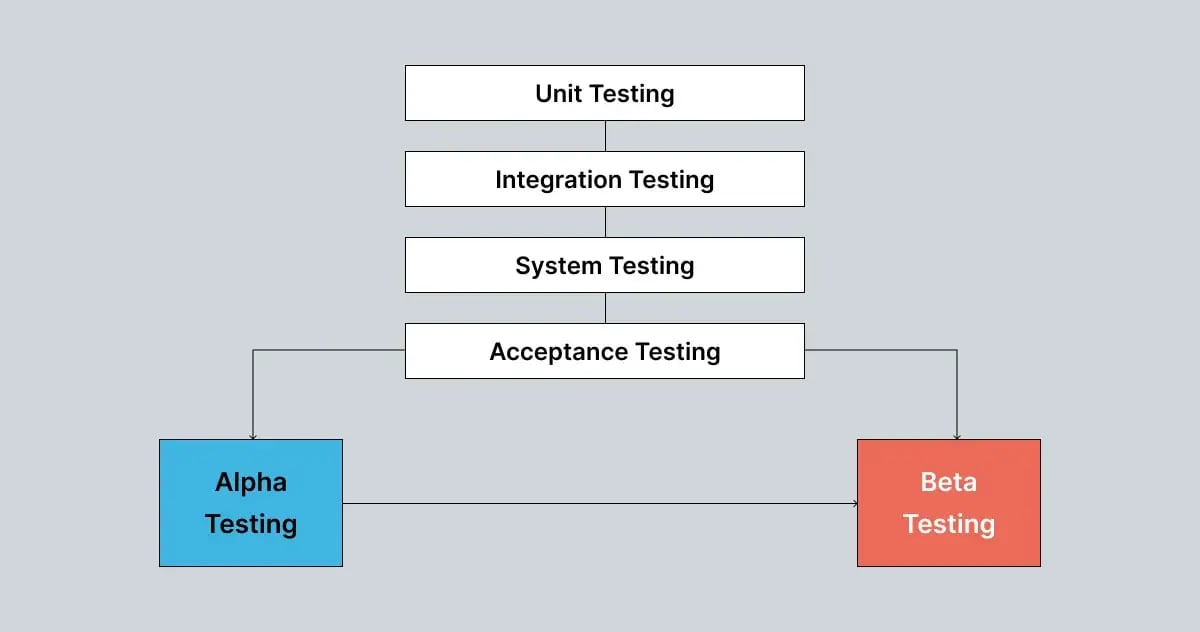 Unit Testing
Integration Testing
System Testing
Acceptance Testing
Alpha
Testing
Beta
Testing